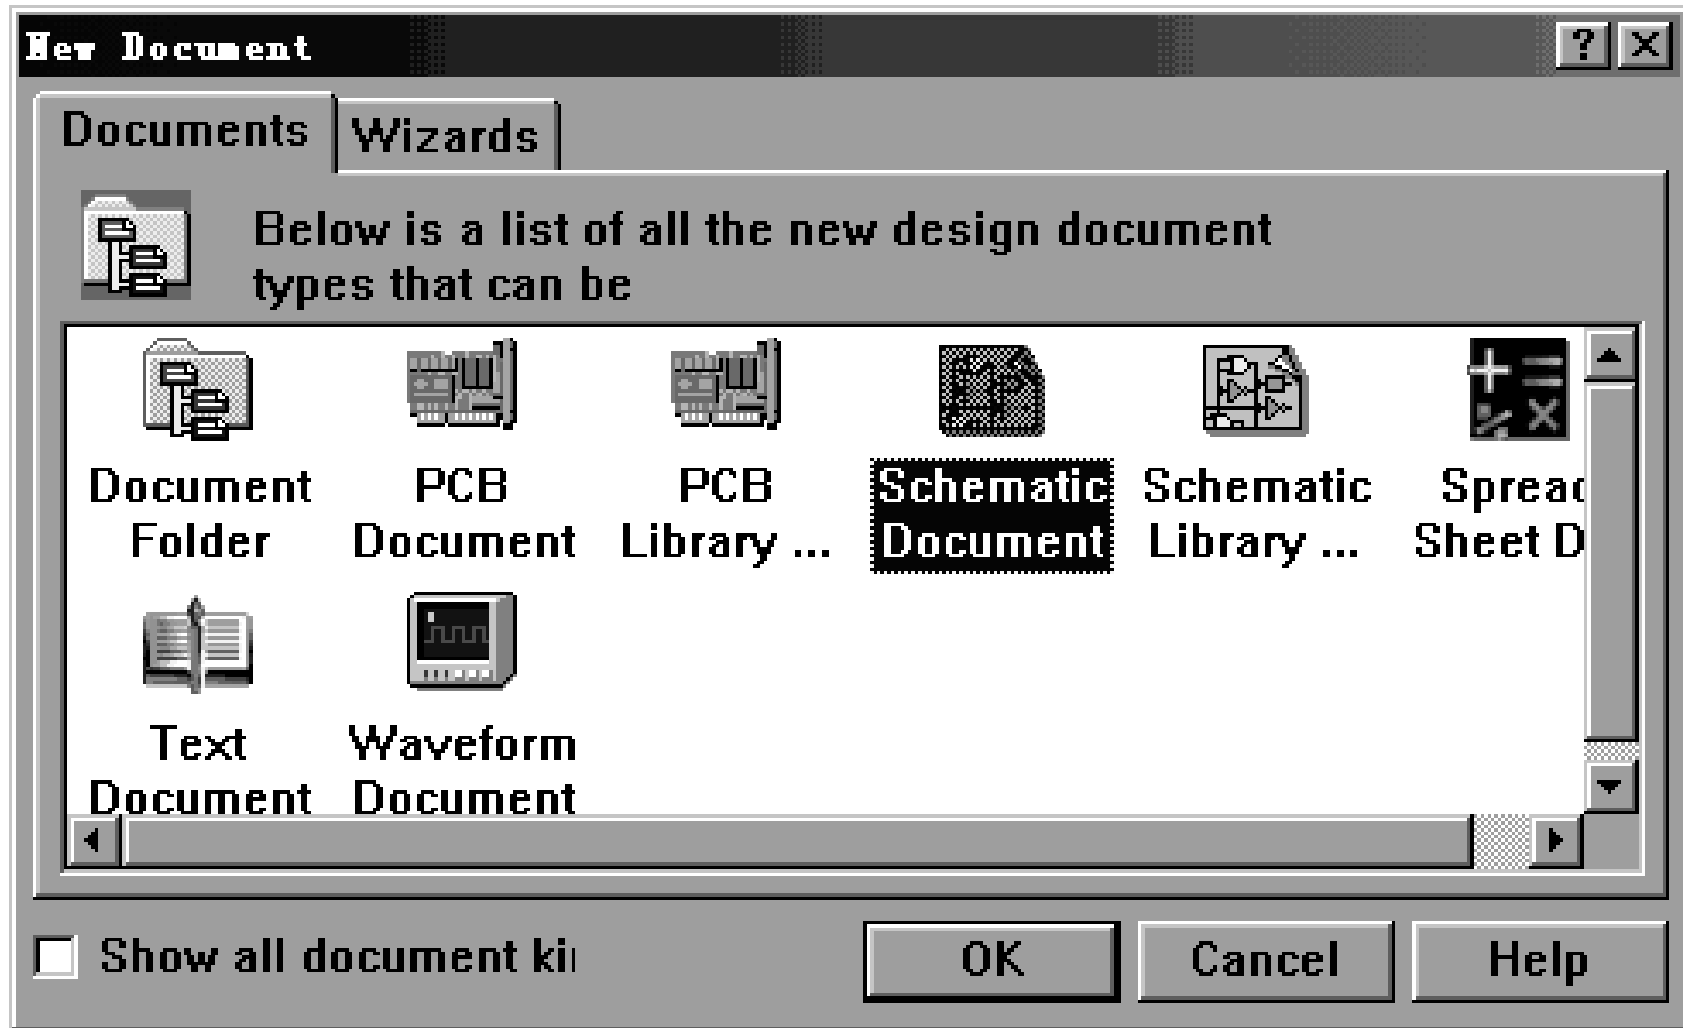 New Document
Documents Wizards
Below is a list of all the new design document
types that can be
Document PCB PCB Schematic Schematic Spread
Folder Document Library ... Document Library ... Sheet D
Text Waveform
Document Document
Show all document ki
OK Cancel Help